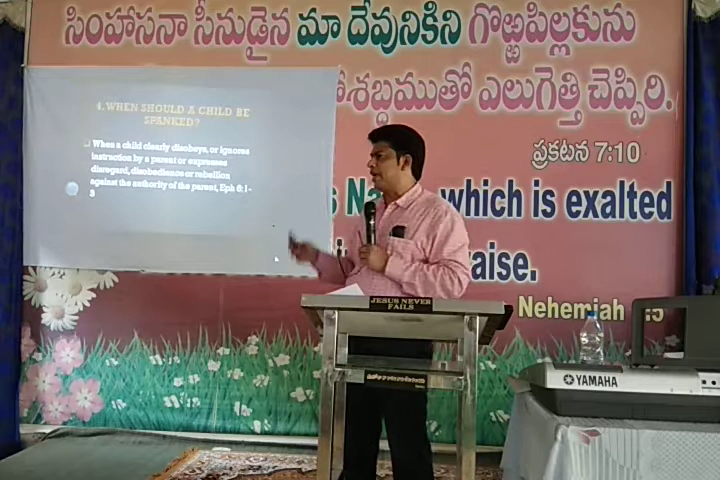 సింహాసనా సీనుడైన మా దేవునికిని గొఱ్ఱపిల్లకును
హాశబ్దముతో ఎలుగెత్తి చెప్పిరి.
ప్రకటన 7:10
4. WHEN SHOULD A CHILD BE
SPANKED?
When a child clearly disobeys, or ignores
instruction by a parent or expresses
disregard, disobedience or rebellion
against the authority of the parent, Eph 6:1-
3
which is exalted
raise.
Nehemiah
JESUS NEVER
FAILS
YAMAHA